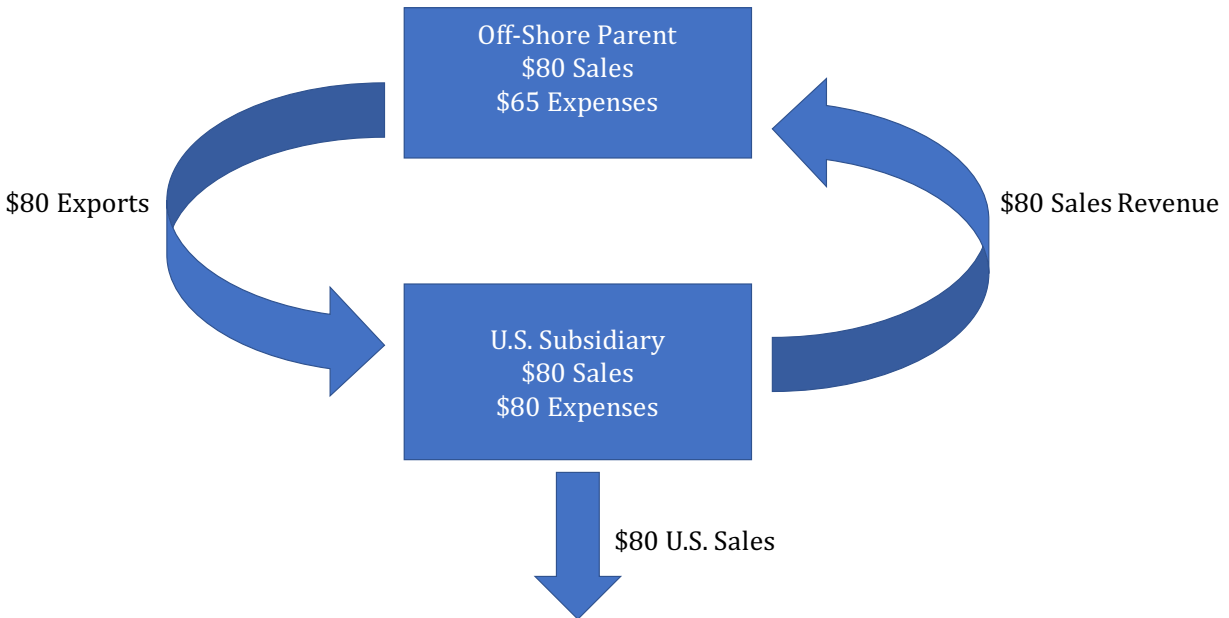 Off-Shore Parent
$80 Sales
$65 Expenses
$80 Exports
$80 Sales Revenue
U.S. Subsidiary
$80 Sales
$80 Expenses
$80 U.S. Sales